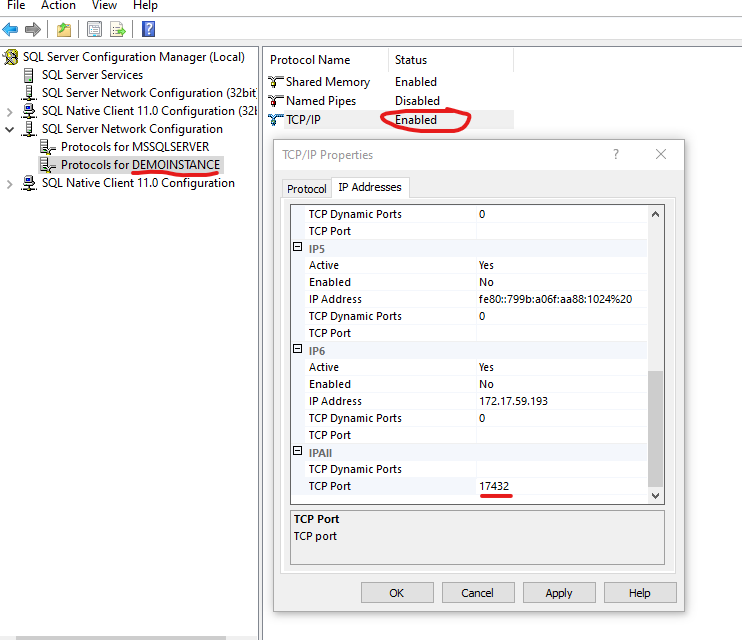 File Action View Help
SQL Server Configuration Manager (Local)
SQL Server Services
SQL Server Network Configuration (32bit
SQL Native Client 11.0 Configuration (32b
SQL Server Network Configuration
Protocols for MSSQLSERVER
Protocols for DEMOINSTANCE
SQL Native Client 11.0 Configuration
Protocol Name Status
Shared Memory Enabled
Named Pipes Disabled
TCP/IP Enabled
TCP/IP Properties
Protocol IP Addresses
TCP Dynamic Ports 0
TCP Port
IP5
Active Yes
Enabled No
IP Address fe80::799b:a06f:aa88:1024%20
TCP Dynamic Ports 0
TCP Port
IP6
Active Yes
Enabled No
IP Address 172.17.59.193
TCP Dynamic Ports 0
TCP Port
IPAll
TCP Dynamic Ports
TCP Port 17432
TCP Port
TCP port
OK Cancel Apply Help